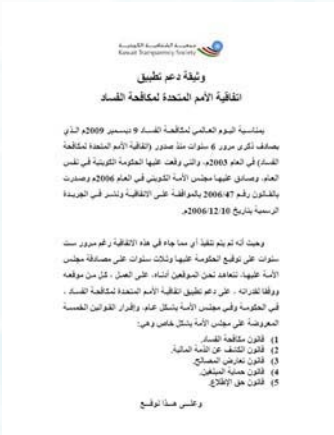 جمعية الشفافية الكويتية
Kuwait Transparency Society
وثيقة دعم تطبيق
اتفاقية الأمم المتحدة لمكافحة الفساد
بمناسبة اليوم العالمي لمكافحة الفساد 9 ديسمبر 2009م الذي
يصادف ذكرى مرور 6 سنوات منذ صدور (اتفاقية الأمم المتحدة لمكافحة
الفساد) في العام 2003م، والتي وقعت عليها الحكومة الكويتية في نفس
العام، وصادق عليها مجلس الأمة الكويتي في العام 2006م وصدرت
بالقانون رقم 2006/47 بالموافقة على الاتفاقية ونشر في الجريدة
الرسمية بتاريخ 2006/12/10م.
وحيث أنه لم يتم تنفيذ أي مما جاء في هذه الاتفاقية رغم مرور ست
سنوات على توقيع الحكومة عليها وثلاث سنوات على مصادقة مجلس
الأمة عليها، نتعاهد نحن الموقعين أدناه، على العمل ، كل من موقعه
ووفقا لقدراته ، على دعم تطبيق اتفاقية الأمم المتحدة لمكافحة الفساد ،
في الحكومة وفي مجلس الأمة بشكل عام، وإقرار القوانين الخمسة
المعروضة على مجلس الأمة بشكل خاص وهي:
1) قانون مكافحة الفساد.
2) قانون الكشف عن الذمة المالية.
3) قانون تعارض المصالح.
4) قانون حماية المبلغين.
5) قانون حق الإطلاع.
وعلى هذا نوقع